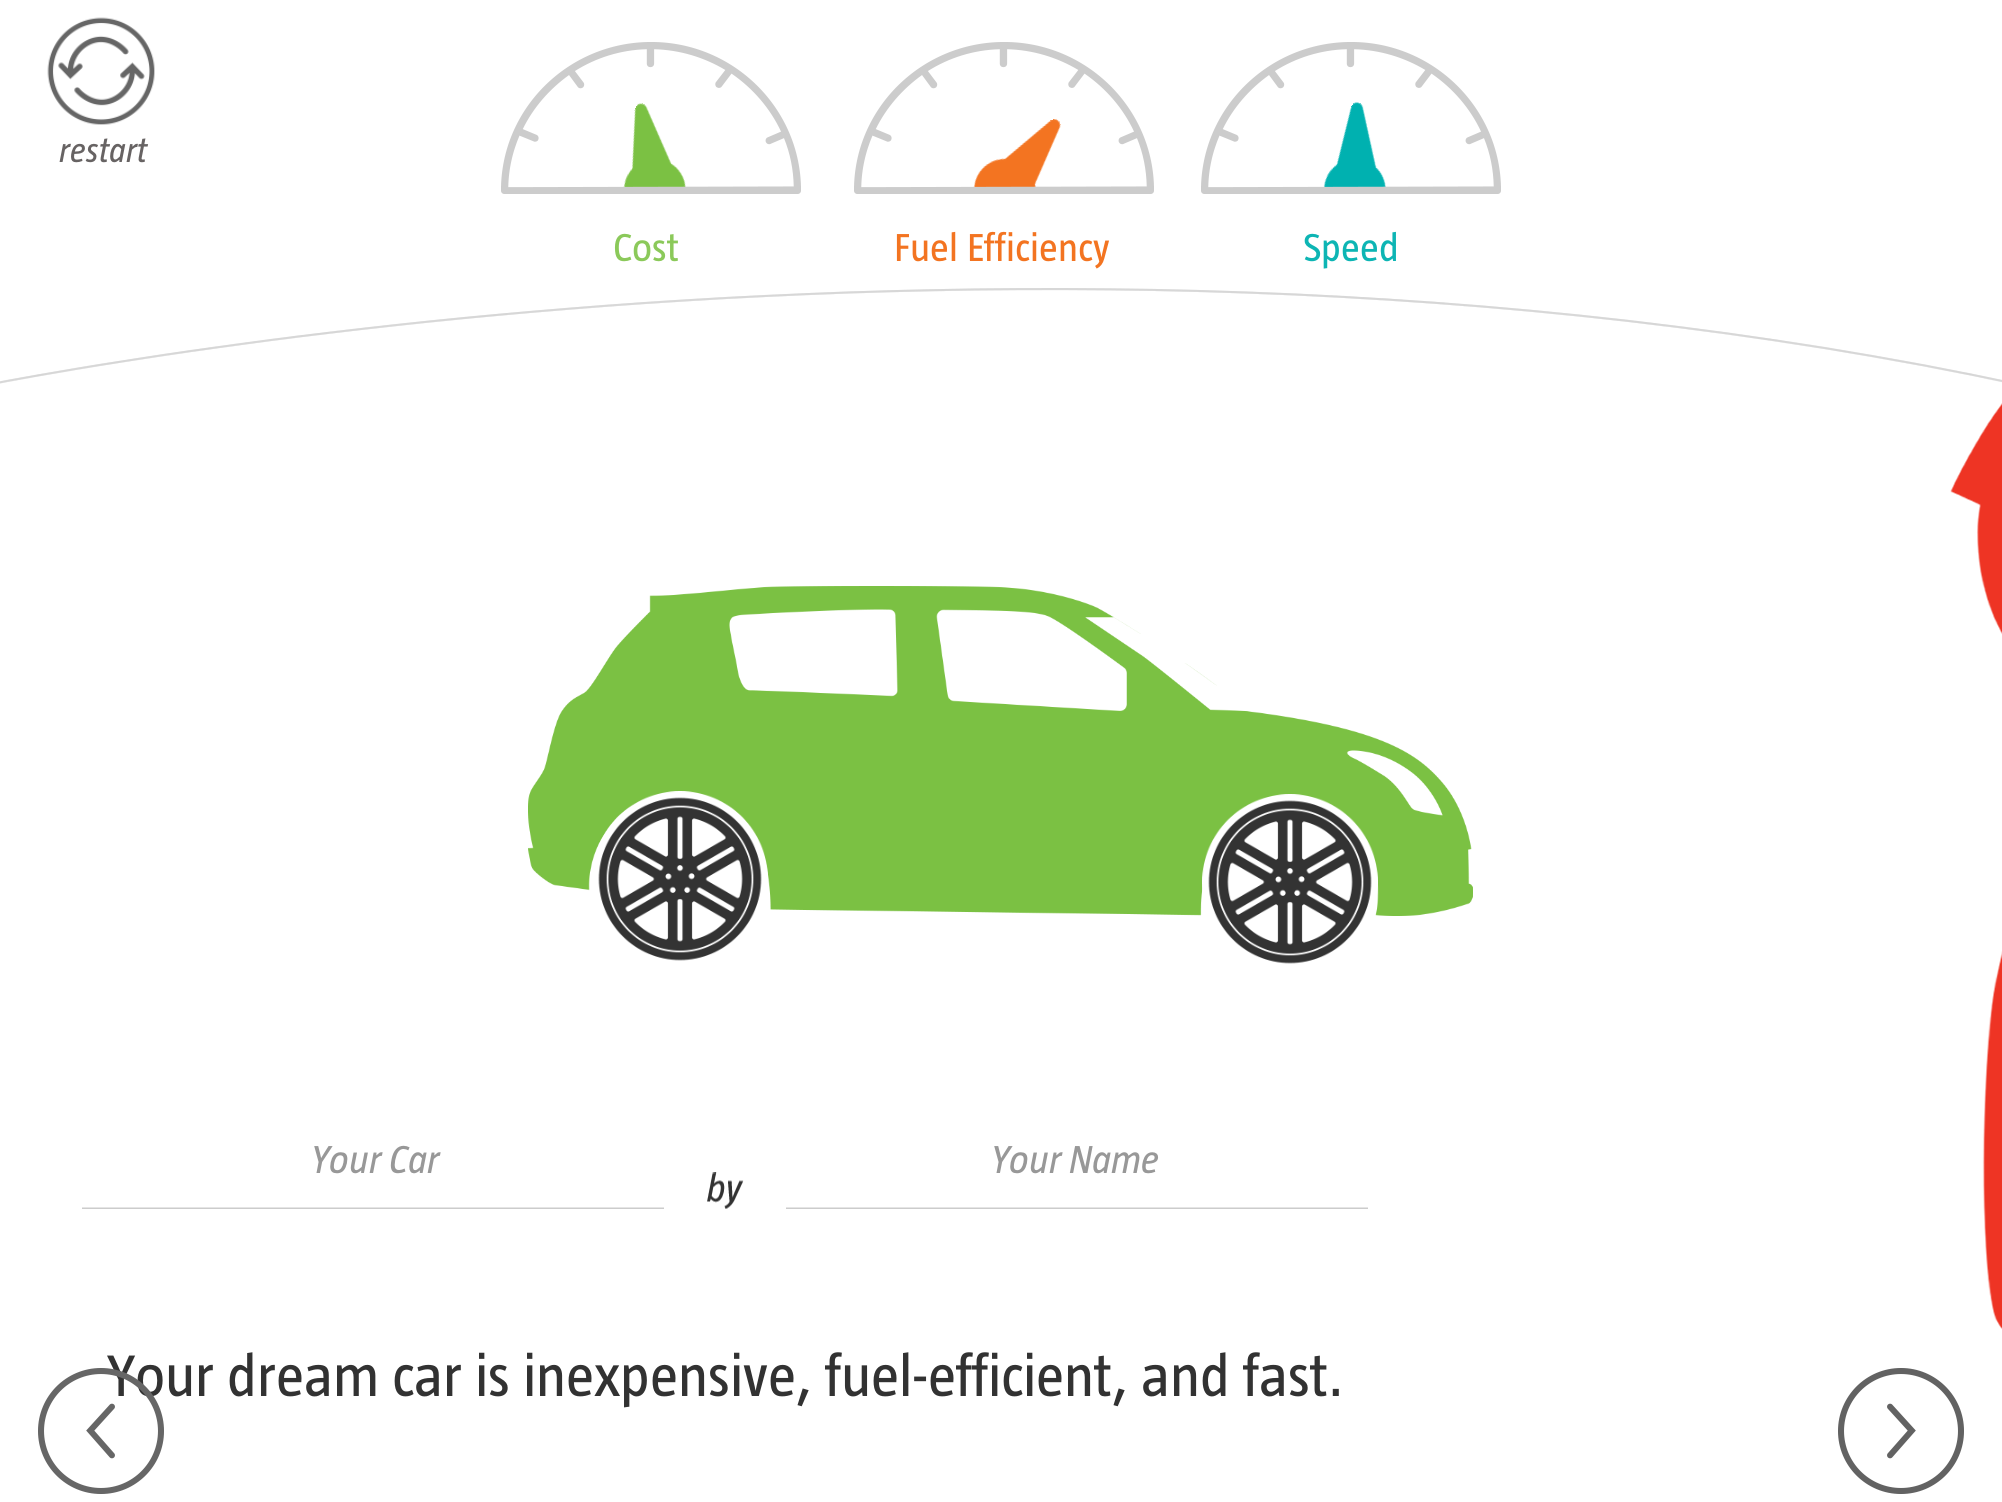 restart
Cost
Fuel Efficiency
Speed
Your Car
by
Your Name
Your dream car is inexpensive, fuel-efficient, and fast.